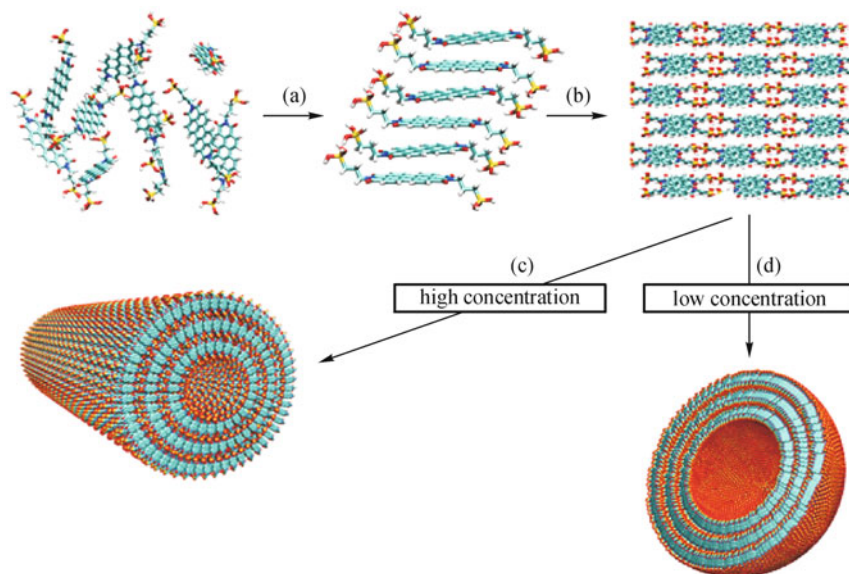 (a)
(b)
(c)
(d)
high concentration
low concentration